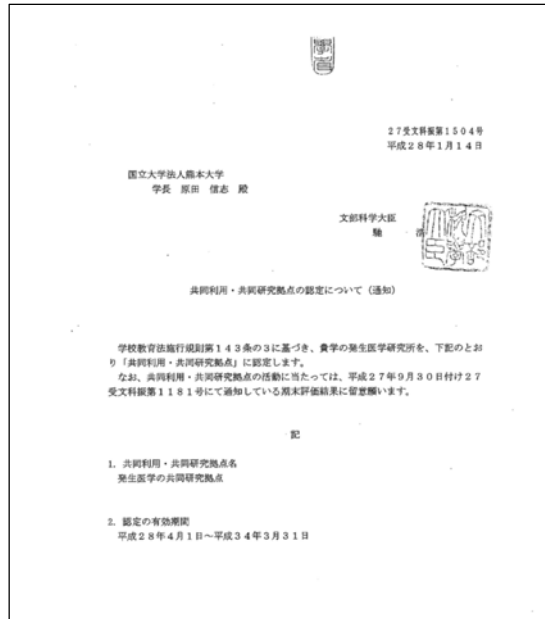 27受文科振第1504号
平成28年1月14日
国立大学法人熊本大学
学長 原田 信志 殿
文部科学大臣
馳 浩
共同利用・共同研究拠点の認定について（通知）
学校教育法施行規則第143条の3に基づき、貴学の発生医学研究所を、下記のとお
り「共同利用・共同研究拠点」に認定します。
なお、共同利用・共同研究拠点の活動に当たっては、平成27年9月30日付け27
受文科振第1181号にて通知している期末評価結果に留意願います。
記
1. 共同利用・共同研究拠点名
発生医学の共同研究拠点
2. 認定の有効期間
平成28年4月1日～平成34年3月31日